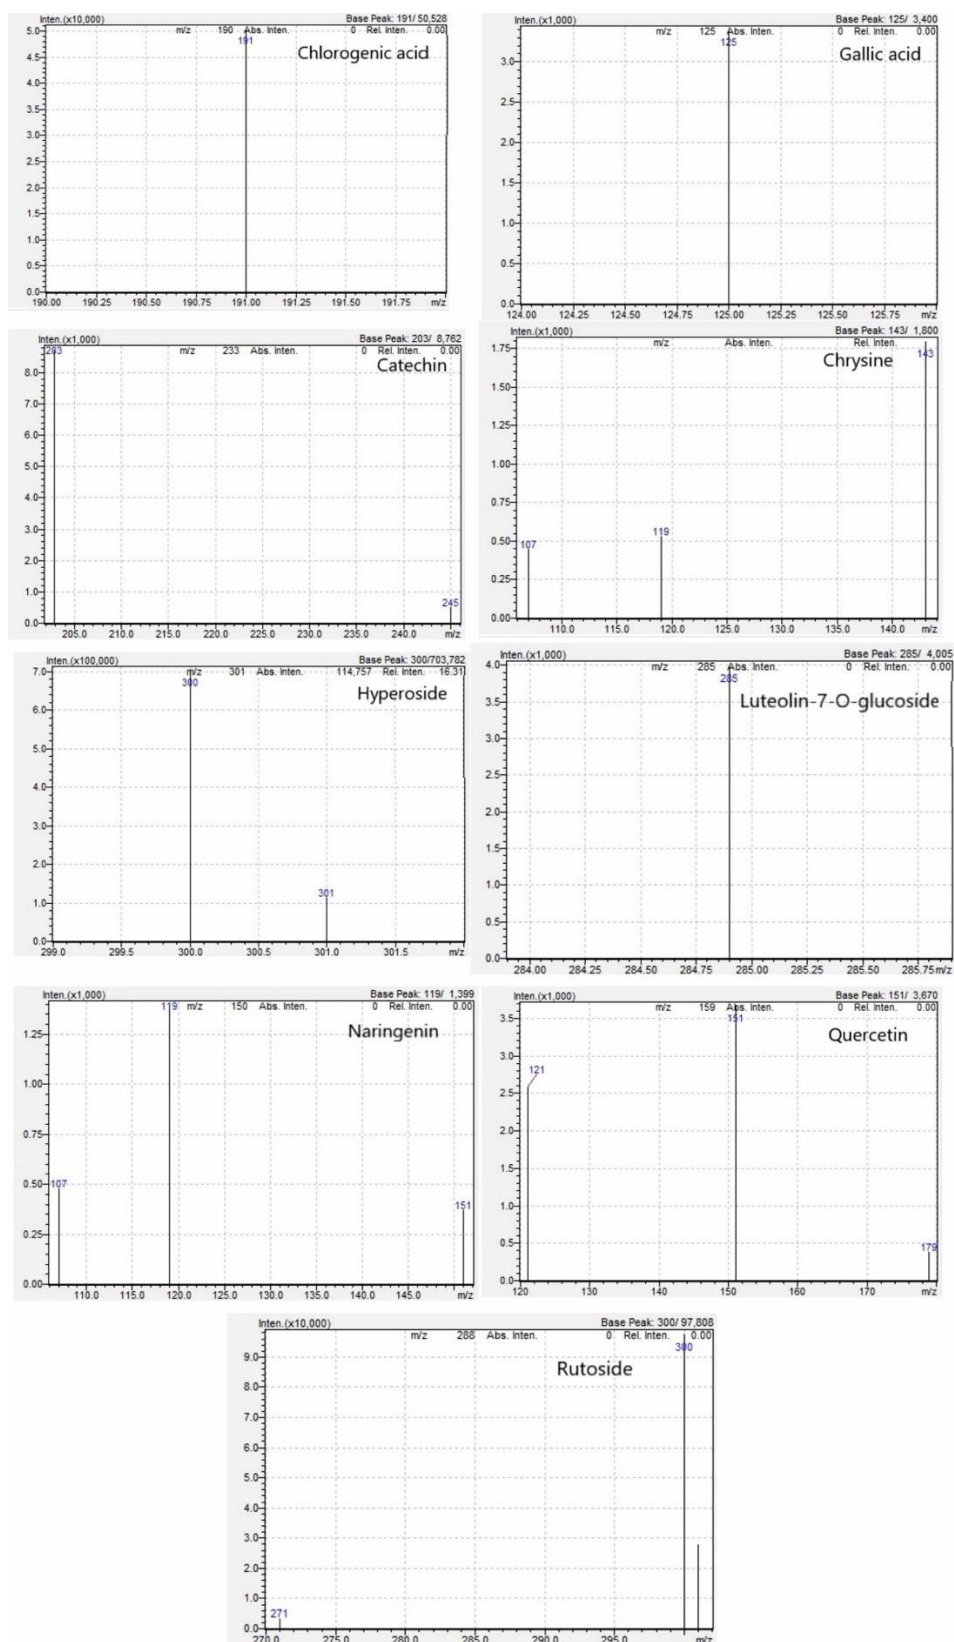 Inten.(x10,000) Base Peak: 191/ 50,528
m/z 190 Abs. Inten. 0 Rel. Inten. 0.00
191
Chlorogenic acid
5.0
4.5
4.0
3.5
3.0
2.5
2.0
1.5
1.0
0.5
0.0
190.00 190.25 190.50 190.75 191.00 191.25 191.50 191.75 m/z
Inten.(x1,000) Base Peak: 125/ 3,400
m/z 125 Abs. Inten. 0 Rel. Inten. 0.00
125
Gallic acid
3.0
2.5
2.0
1.5
1.0
0.5
0.0
124.00 124.25 124.50 124.75 125.00 125.25 125.50 125.75 m/z
Inten.(x1,000) Base Peak: 203/ 8,762
203 m/z 233 Abs. Inten. 0 Rel. Inten. 0.00
Catechin
8.0
7.0
6.0
5.0
4.0
3.0
2.0
1.0
245
0.0
205.0 210.0 215.0 220.0 225.0 230.0 235.0 240.0 m/z
Inten.(x1,000) Base Peak: 143/ 1,800
m/z Abs. Inten. Rel. Inten.
143
Chrysine
1.75
1.50
1.25
1.00
0.75
0.50
107 119
0.25
0.00
110.0 115.0 120.0 125.0 130.0 135.0 140.0 m/z
Inten.(x100,000) Base Peak: 300/703,782
m/z 301 Abs. Inten. 114,757 Rel. Inten. 16.31
300
Hyperoside
7.0
6.0
5.0
4.0
3.0
2.0
301
1.0
0.0
299.0 299.5 300.0 300.5 301.0 301.5 m/z
Inten.(x1,000) Base Peak: 285/ 4,005
m/z 285 Abs. Inten. 0 Rel. Inten. 0.00
285
Luteolin-7-O-glucoside
4.0
3.5
3.0
2.5
2.0
1.5
1.0
0.5
0.0
284.00 284.25 284.50 284.75 285.00 285.25 285.50 285.75 m/z
Inten.(x1,000) Base Peak: 119/ 1,399
119 m/z 150 Abs. Inten. 0 Rel. Inten. 0.00
Naringenin
1.25
1.00
0.75
0.50
107
151
0.25
0.00
110.0 115.0 120.0 125.0 130.0 135.0 140.0 145.0 m/z
Inten.(x1,000) Base Peak: 151/ 3,670
m/z 159 Abs. Inten. 0 Rel. Inten. 0.00
151
Quercetin
3.5
3.0
121
2.5
2.0
1.5
1.0
0.5
179
0.0
120 130 140 150 160 170 m/z
Inten.(x10,000) Base Peak: 300/ 97,808
m/z 288 Abs. Inten. 0 Rel. Inten. 0.00
300
Rutoside
9.0
8.0
7.0
6.0
5.0
4.0
3.0
2.0
1.0
271
0.0
270.0 275.0 280.0 285.0 290.0 295.0 m/z